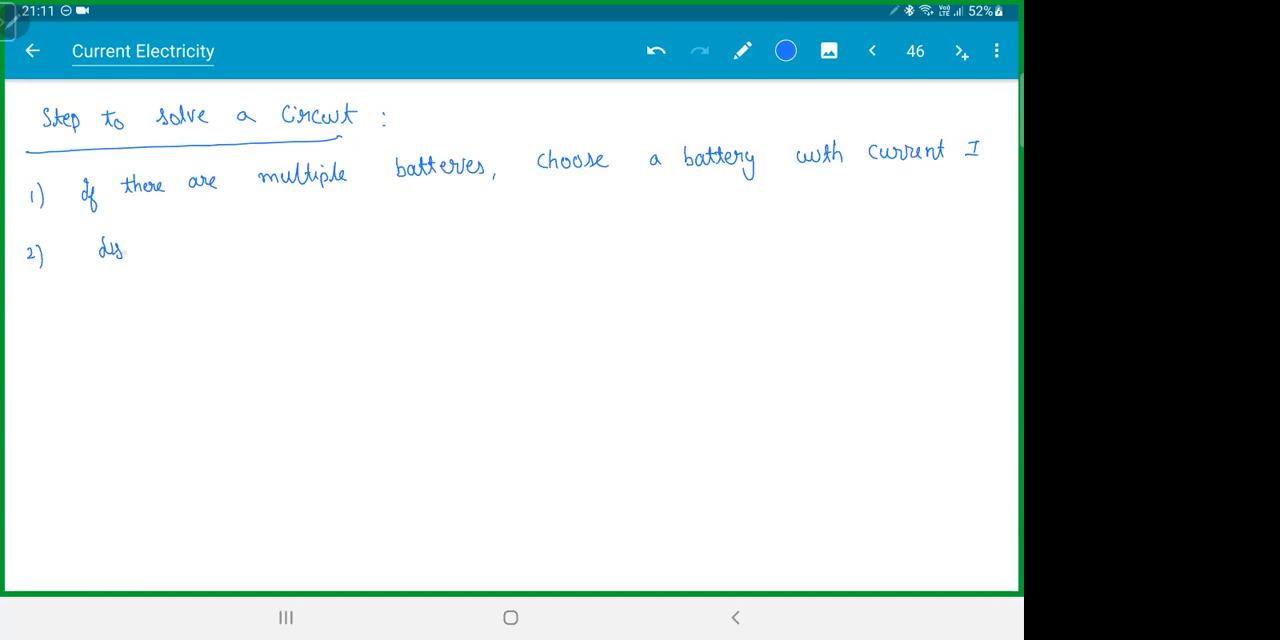 21:11 52%
Current Electricity 46
Step to solve a circuit :
1) If there are multiple batteries, choose a battery with current I
2) dis